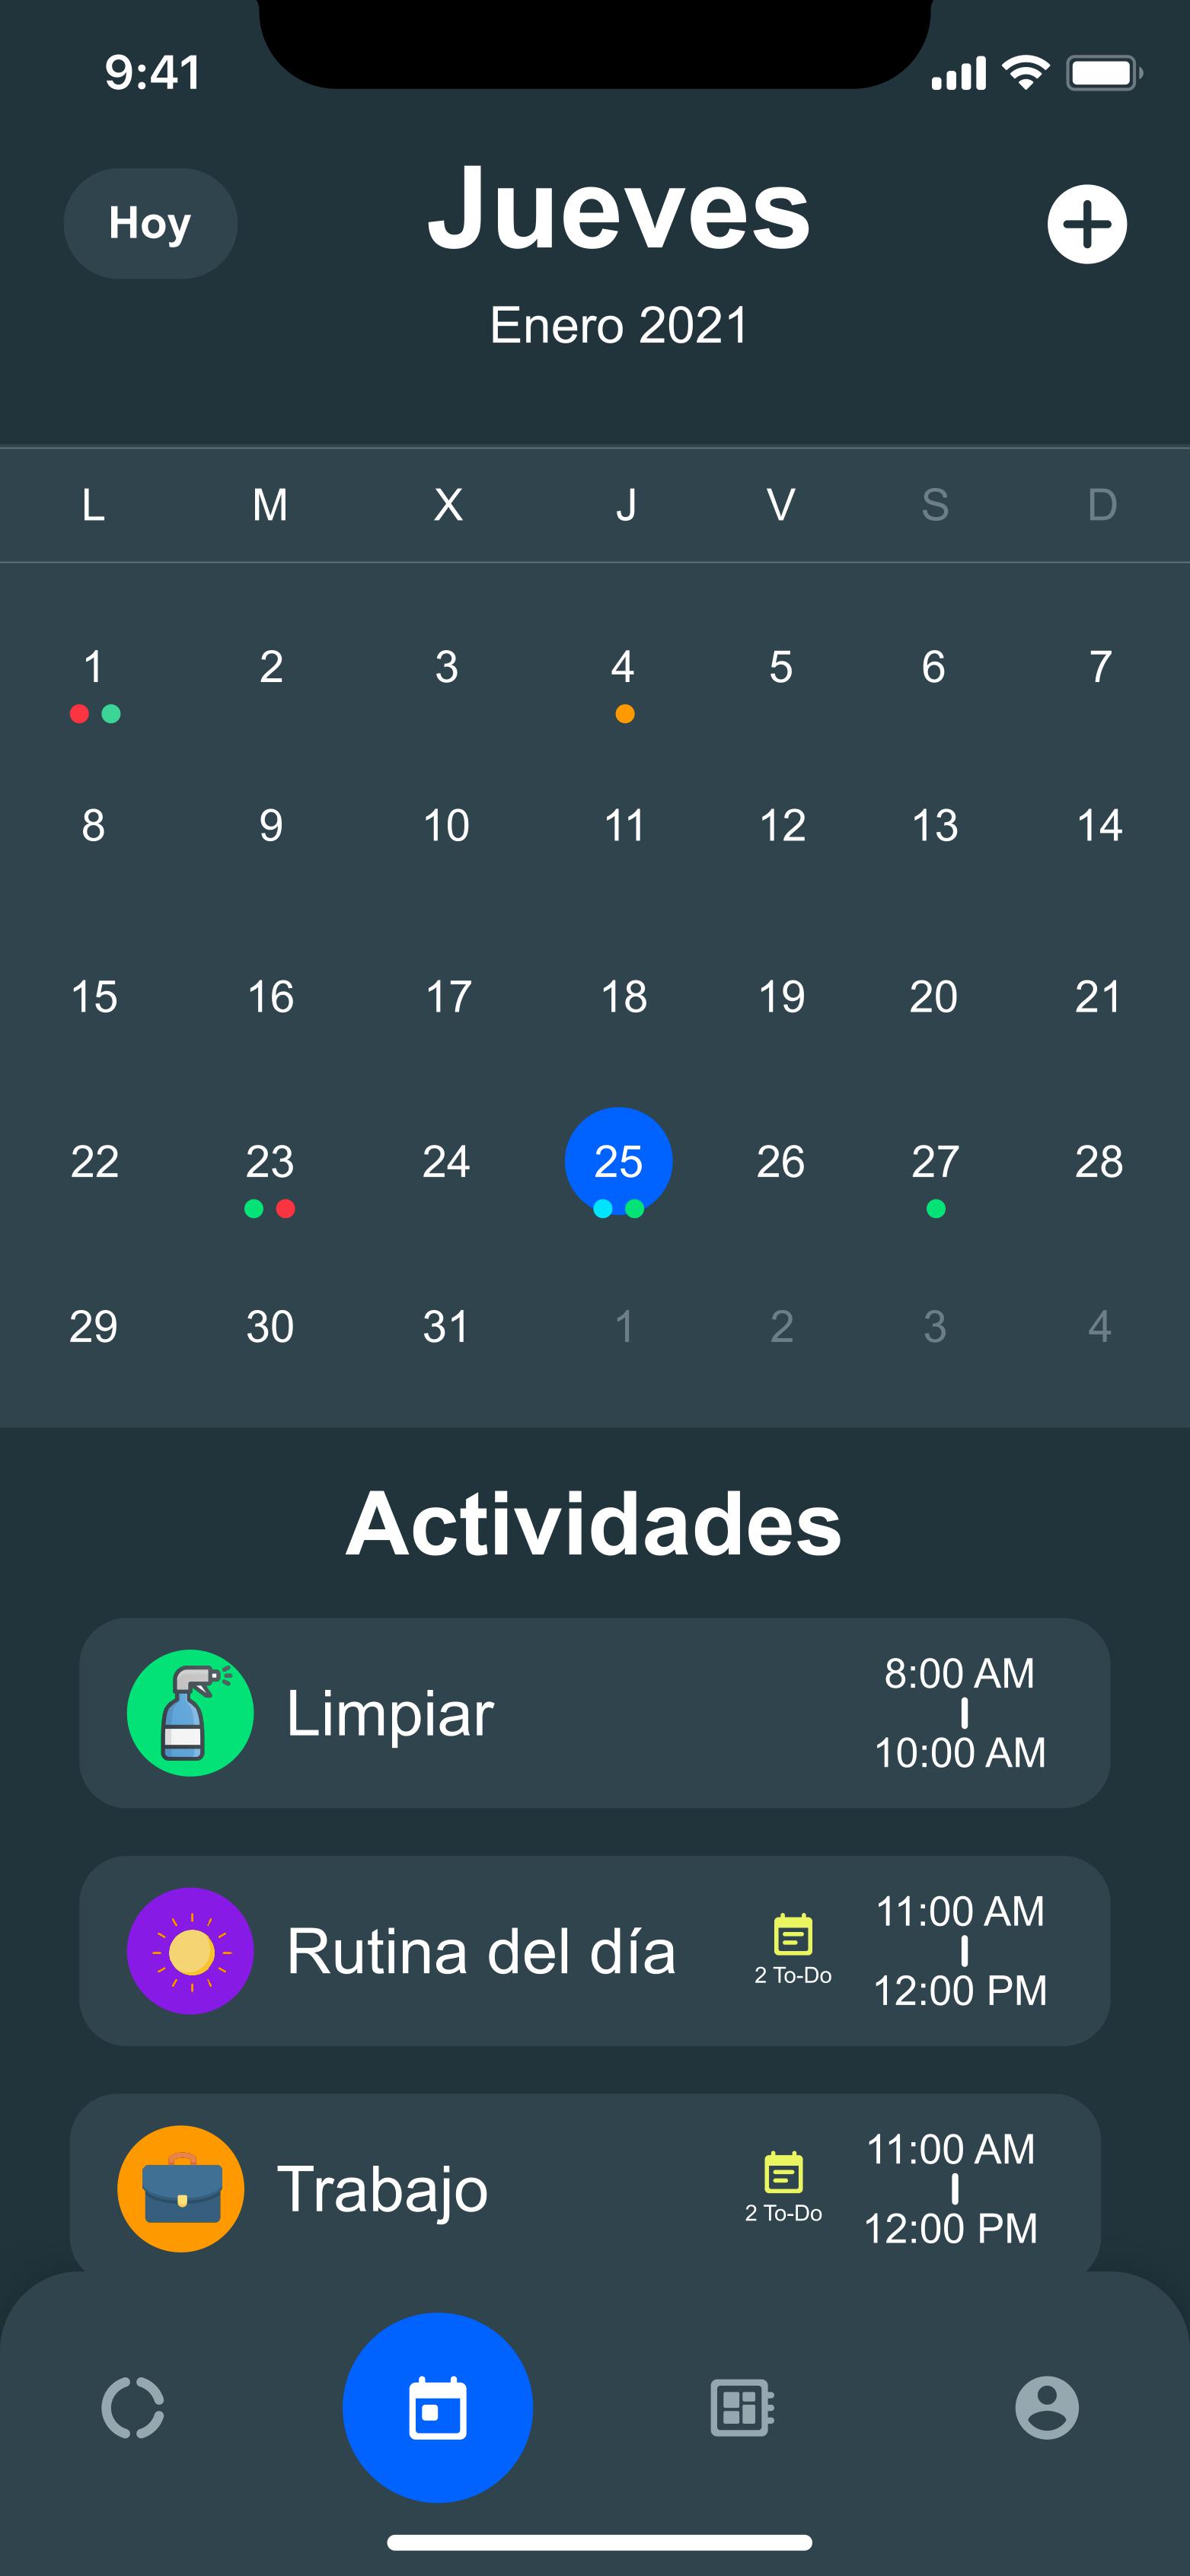 9:41
Hoy
Jueves
Enero 2021
L M X J V S D
1 2 3 4 5 6 7
8 9 10 11 12 13 14
15 16 17 18 19 20 21
22 23 24 25 26 27 28
29 30 31 1 2 3 4
Actividades
Limpiar
8:00 AM
10:00 AM
Rutina del día
2 To-Do
11:00 AM
12:00 PM
Trabajo
2 To-Do
11:00 AM
12:00 PM